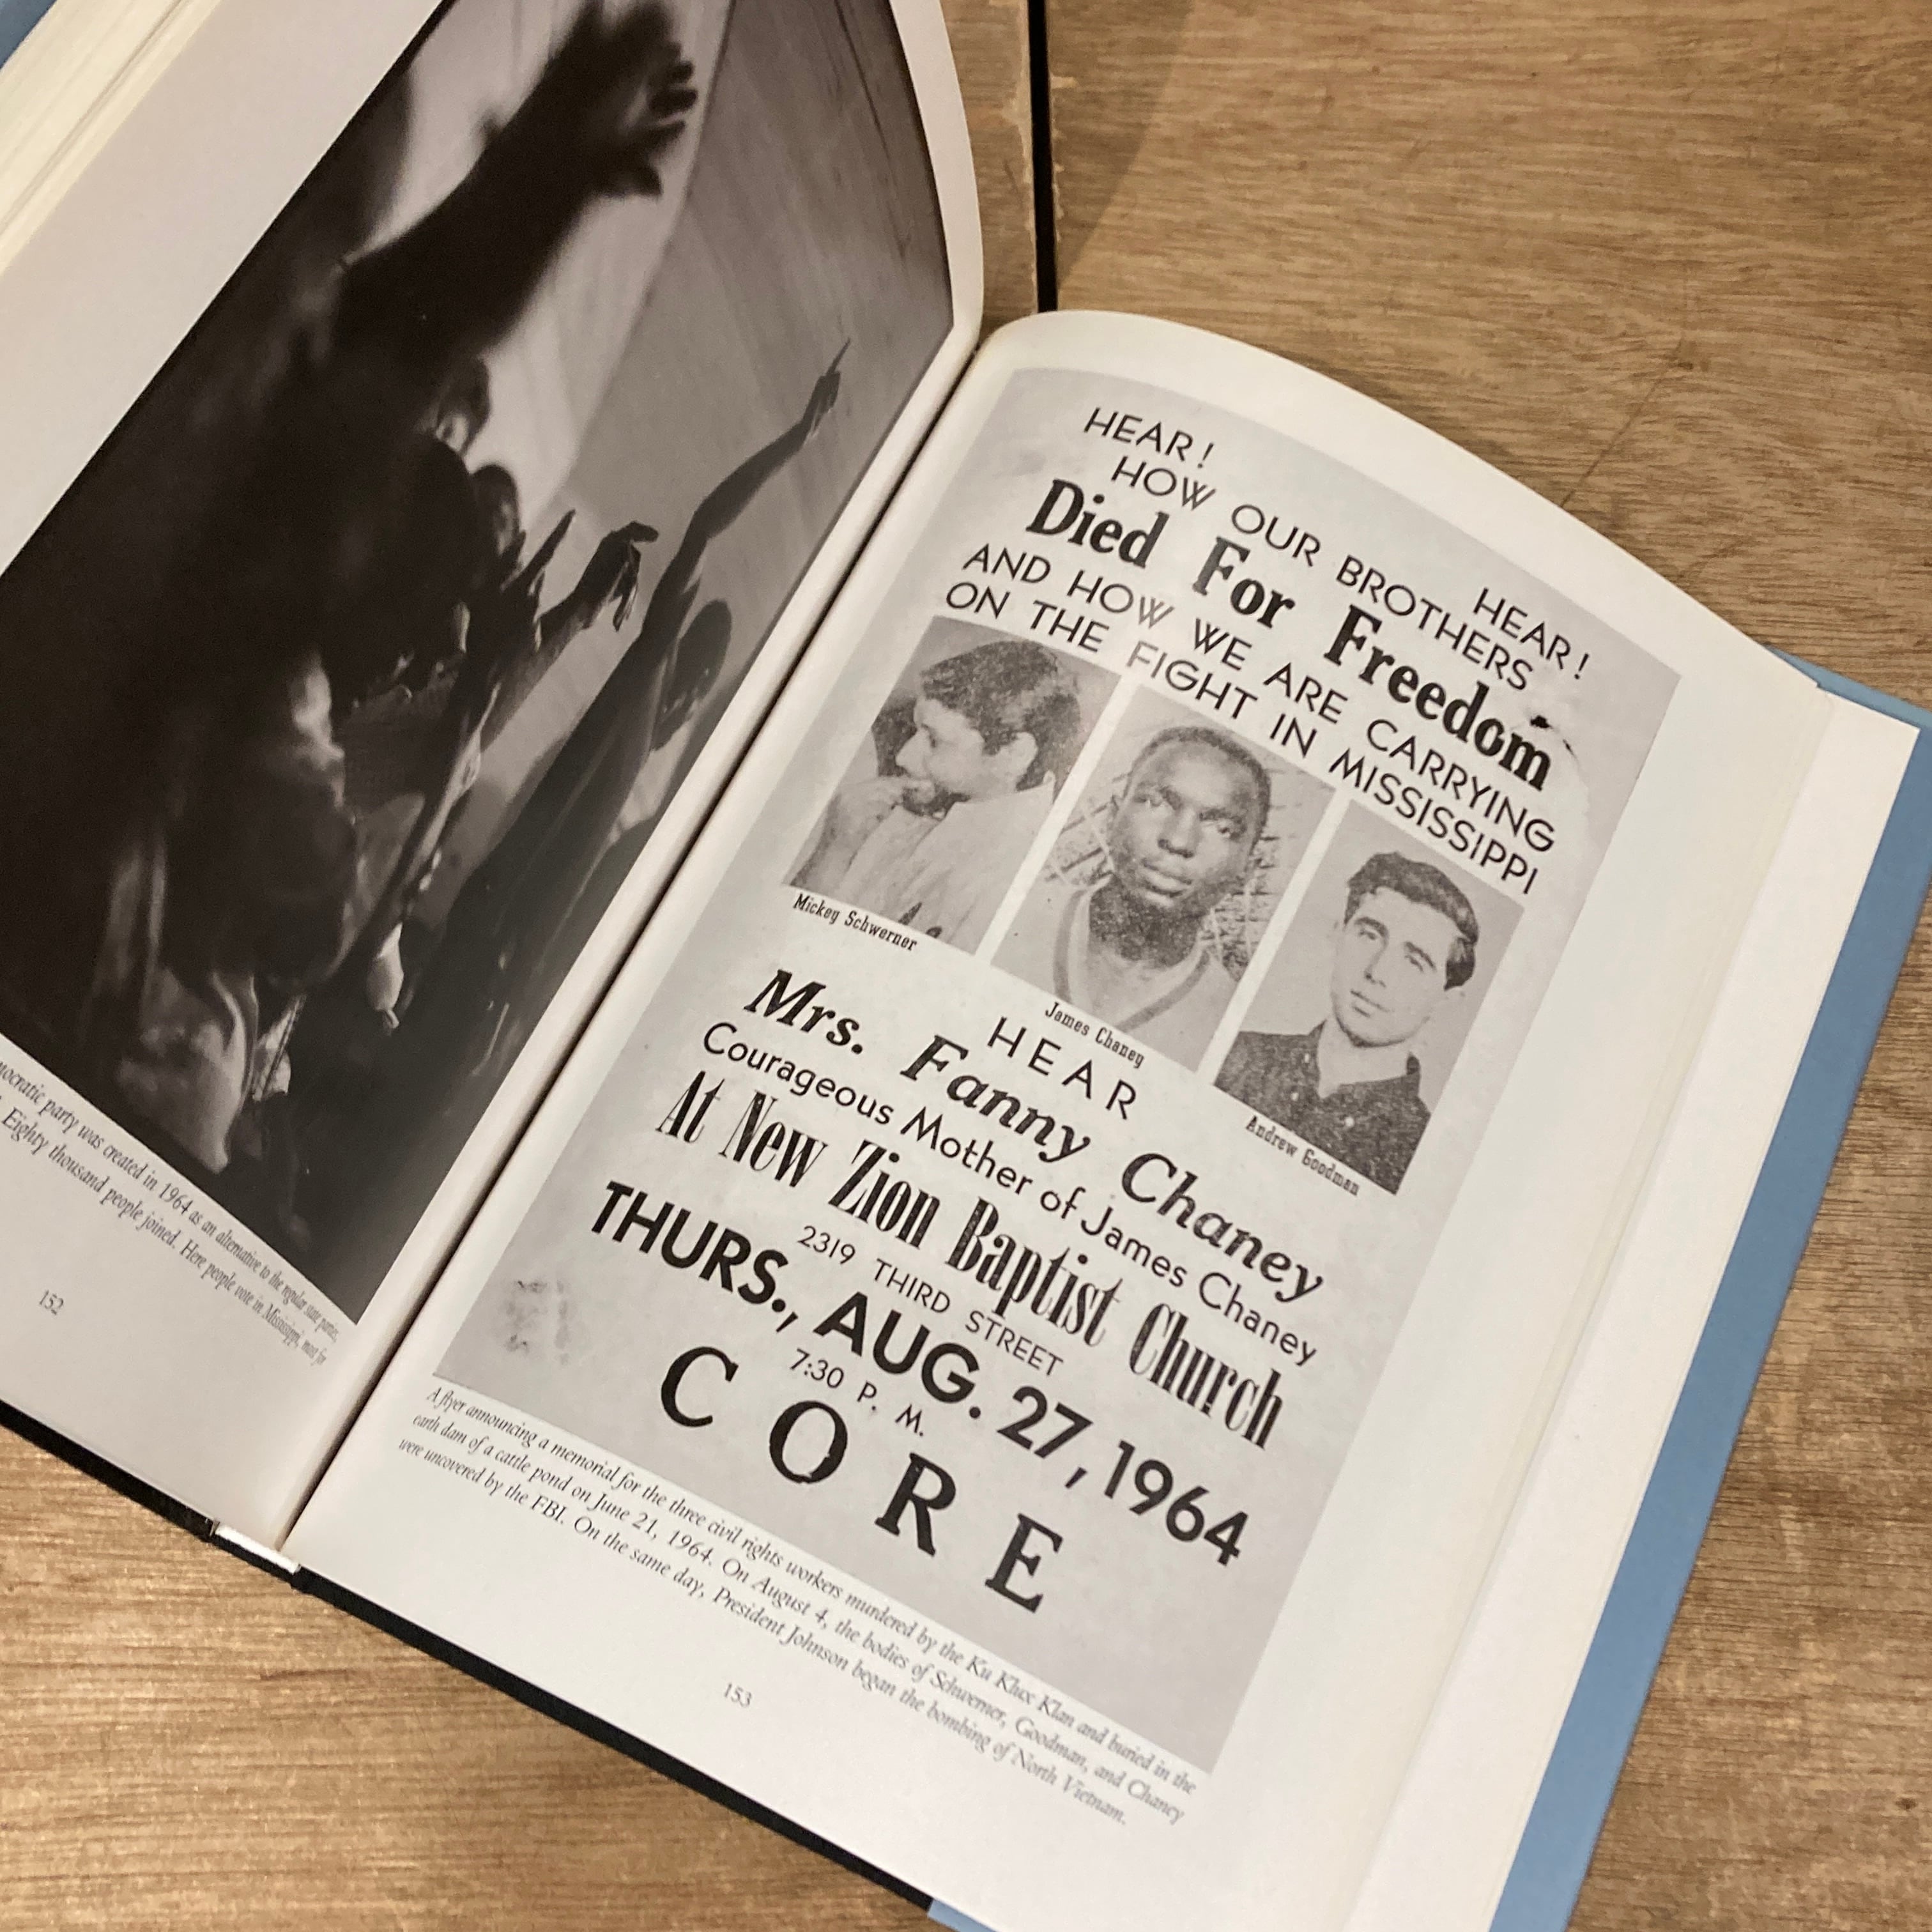 mocratic party was created in 1964 as an alternative to the regular state parties.
Eighty thousand people joined. Here people vote in Mississippi, most for
152
HEAR!
HEAR!
HOW OUR BROTHERS
Died For Freedom
AND HOW WE ARE CARRYING
ON THE FIGHT IN MISSISSIPPI
Mickey Schwerner
James Chaney
Andrew Goodman
HEAR
Mrs. Fanny Chaney
Courageous Mother of James Chaney
At New Zion Baptist Church
2319 THIRD STREET
THURS., AUG. 27, 1964
7:30 P. M.
CORE
A flyer announcing a memorial for the three civil rights workers murdered by the Ku Klux Klan and buried in the
earth dam of a cattle pond on June 21, 1964. On August 4, the bodies of Schwerner, Goodman, and Chaney
were uncovered by the FBI. On the same day, President Johnson began the bombing of North Vietnam.
153